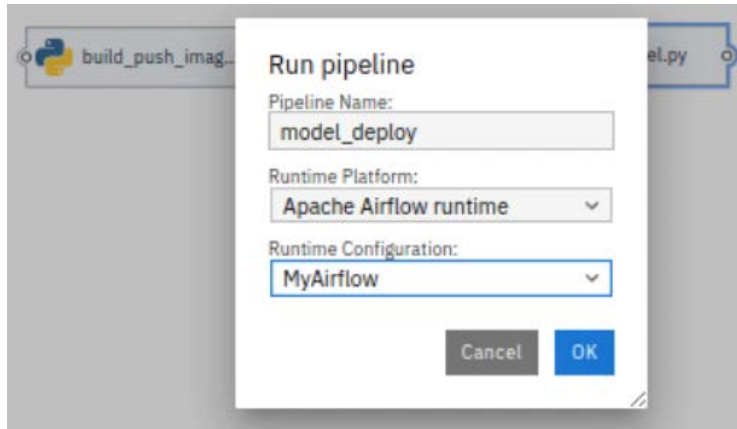 build_push_imag...
el.py
Run pipeline
Pipeline Name:
model_deploy
Runtime Platform:
Apache Airflow runtime
Runtime Configuration:
MyAirflow
Cancel
OK